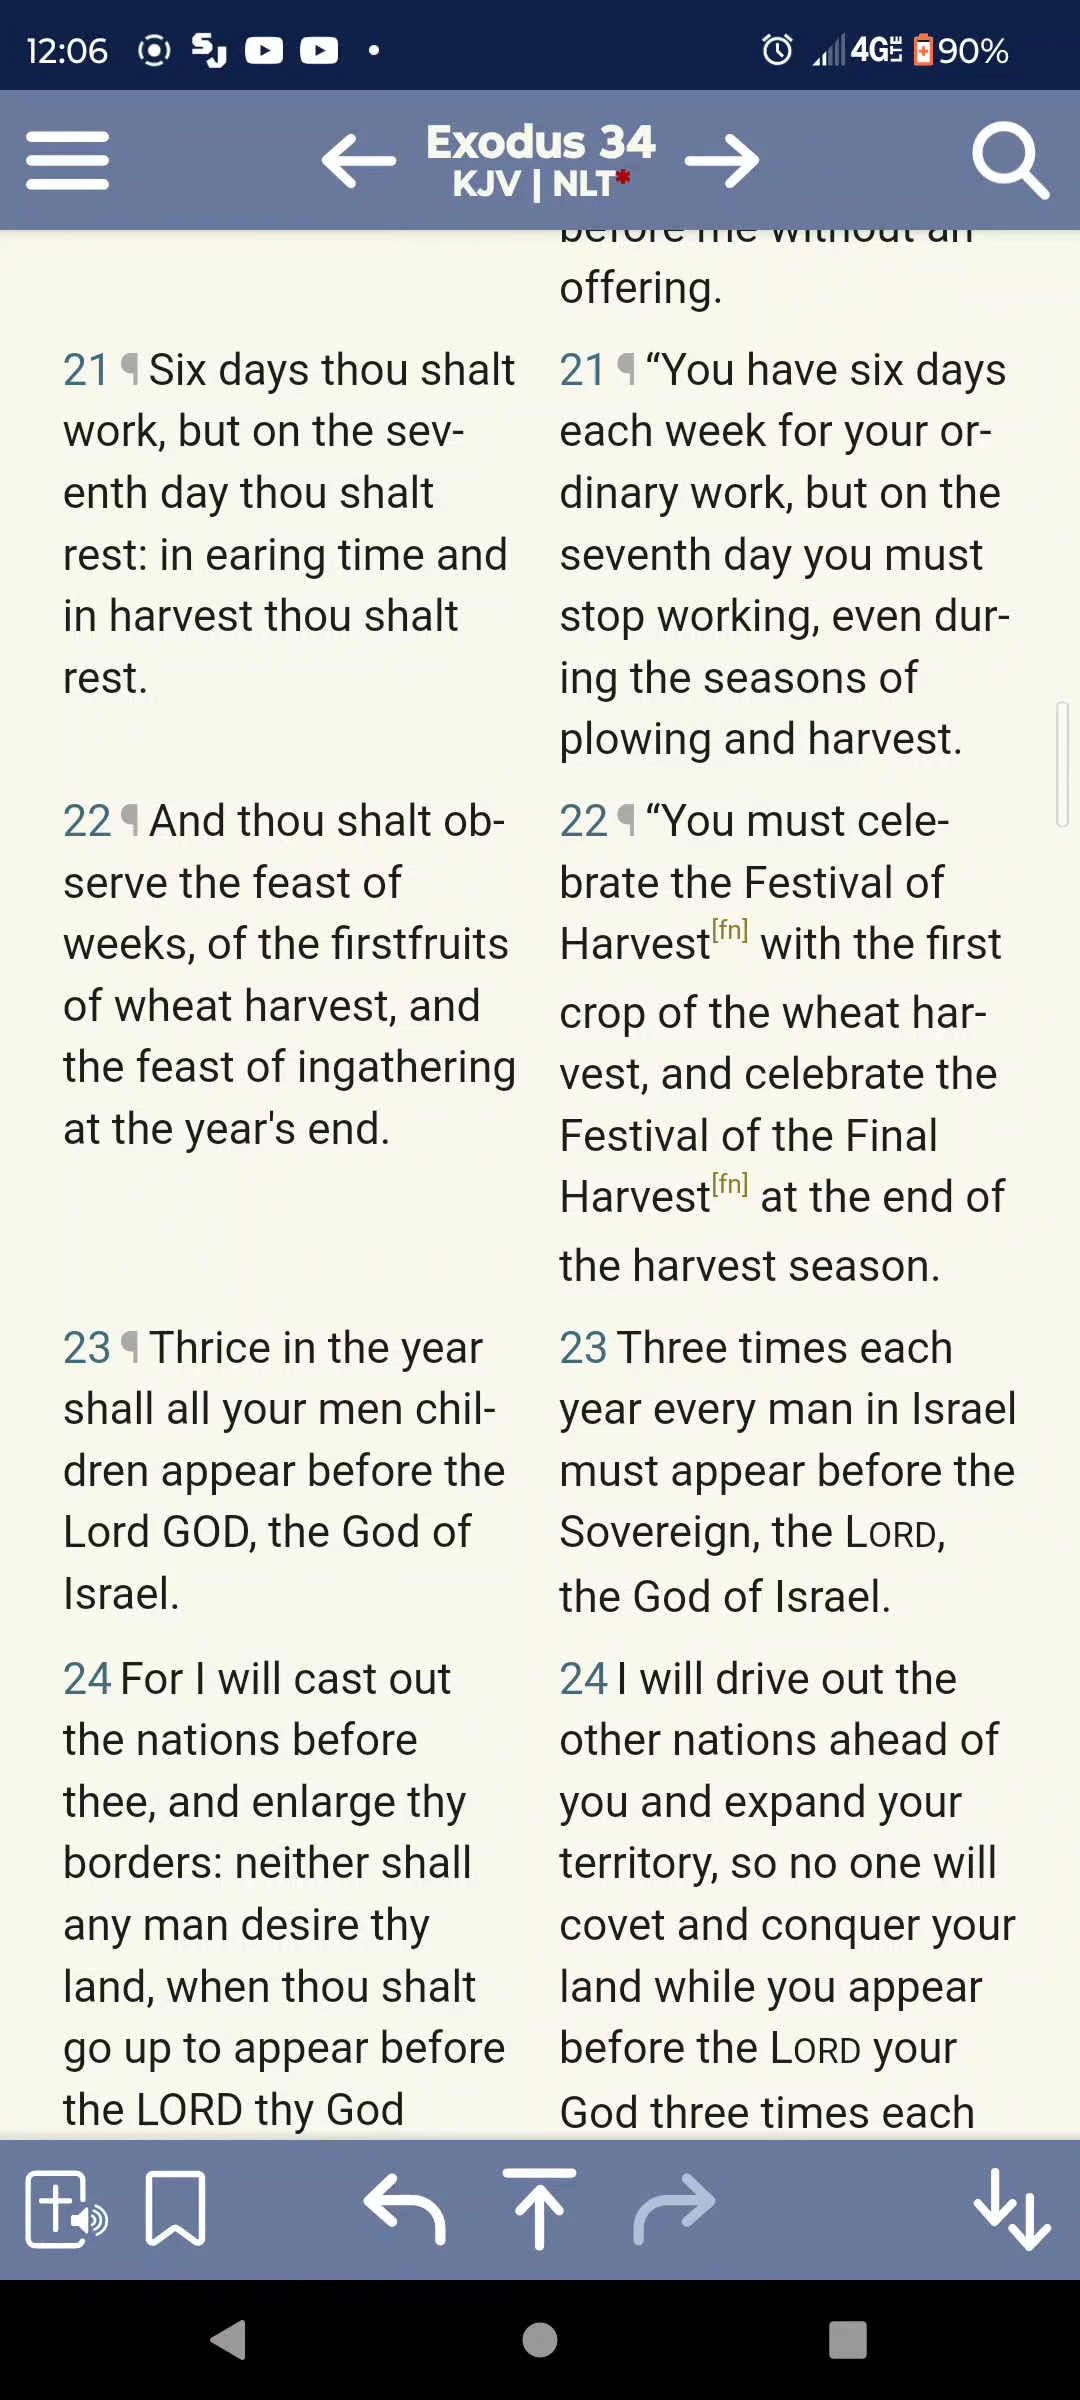 12:06
4G LTE 90%
Exodus 34
KJV | NLT*
before me without an
offering.
21 ¶ Six days thou shalt
work, but on the sev-
enth day thou shalt
rest: in earing time and
in harvest thou shalt
rest.
21 ¶ “You have six days
each week for your or-
dinary work, but on the
seventh day you must
stop working, even dur-
ing the seasons of
plowing and harvest.
22 ¶ And thou shalt ob-
serve the feast of
weeks, of the firstfruits
of wheat harvest, and
the feast of ingathering
at the year's end.
22 ¶ “You must cele-
brate the Festival of
Harvest[fn] with the first
crop of the wheat har-
vest, and celebrate the
Festival of the Final
Harvest[fn] at the end of
the harvest season.
23 ¶ Thrice in the year
shall all your men chil-
dren appear before the
Lord GOD, the God of
Israel.
23 Three times each
year every man in Israel
must appear before the
Sovereign, the LORD,
the God of Israel.
24 For I will cast out
the nations before
thee, and enlarge thy
borders: neither shall
any man desire thy
land, when thou shalt
go up to appear before
the LORD thy God
24 I will drive out the
other nations ahead of
you and expand your
territory, so no one will
covet and conquer your
land while you appear
before the LORD your
God three times each